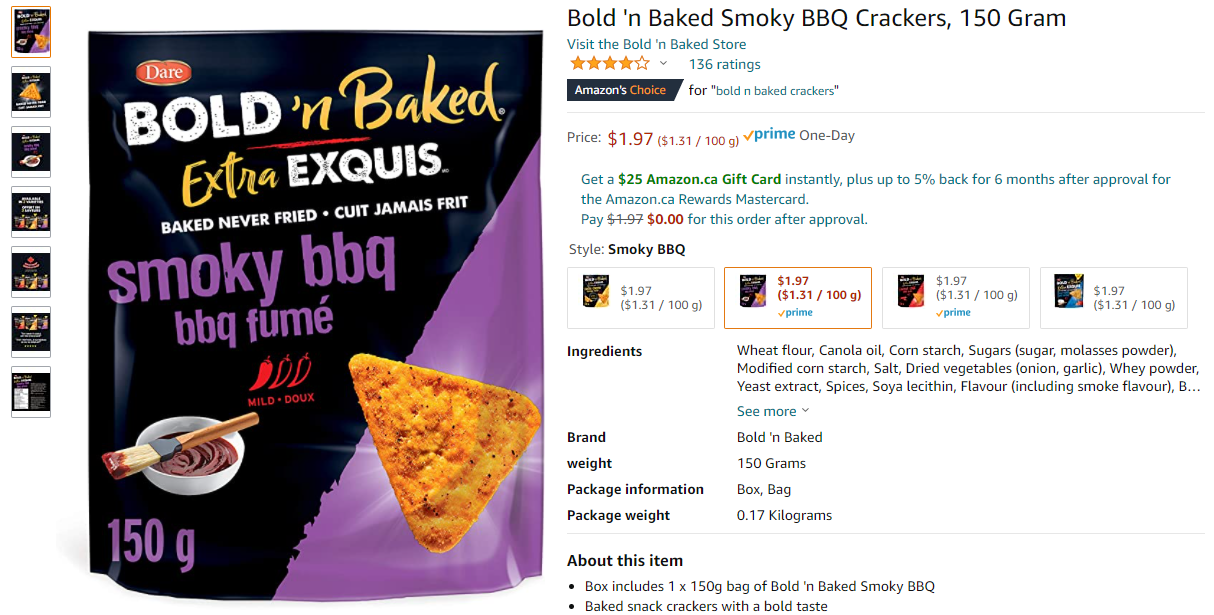 Bold 'n Baked Smoky BBQ Crackers, 150 Gram
Visit the Bold 'n Baked Store
136 ratings
Amazon's Choice for "bold n baked crackers"
Price: $1.97 ($1.31 / 100 g) prime One-Day
Get a $25 Amazon.ca Gift Card instantly, plus up to 5% back for 6 months after approval for
the Amazon.ca Rewards Mastercard.
Pay $1.97 $0.00 for this order after approval.
Style: Smoky BBQ
$1.97
($1.31 / 100 g)
$1.97
($1.31 / 100 g)
prime
$1.97
($1.31 / 100 g)
prime
$1.97
($1.31 / 100 g)
Ingredients
Wheat flour, Canola oil, Corn starch, Sugars (sugar, molasses powder),
Modified corn starch, Salt, Dried vegetables (onion, garlic), Whey powder,
Yeast extract, Spices, Soya lecithin, Flavour (including smoke flavour), B...
See more
Brand Bold 'n Baked
weight 150 Grams
Package information Box, Bag
Package weight 0.17 Kilograms
About this item
• Box includes 1 x 150g bag of Bold 'n Baked Smoky BBQ
• Baked snack crackers with a bold taste
Dare
BOLD 'n Baked®
Extra EXQUIS
BAKED NEVER FRIED • CUIT JAMAIS FRIT
smoky bbq
bbq fumé
MILD • DOUX
150 g